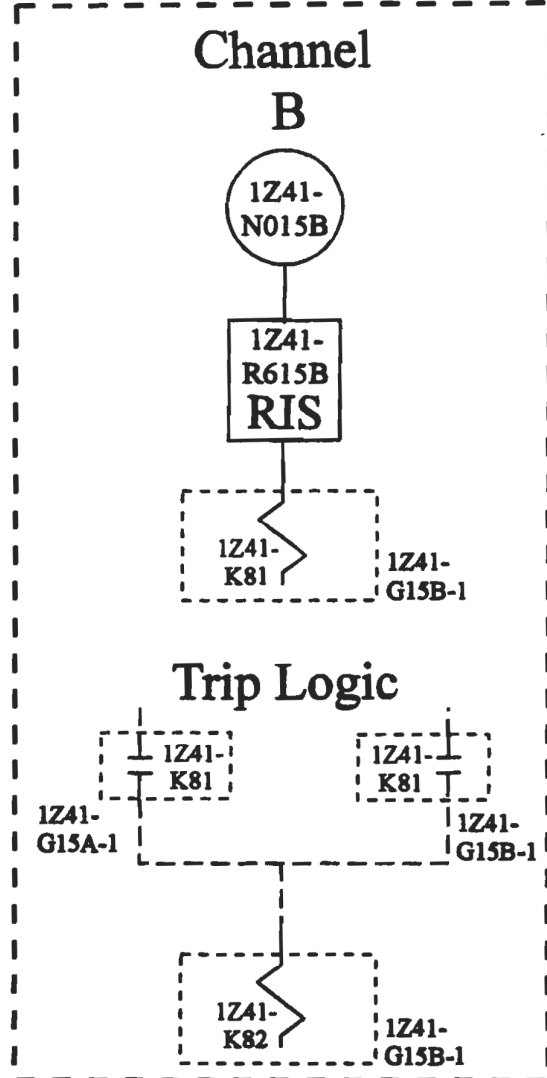 Channel
B
1Z41-
N015B
1Z41-
R615B
RIS
1Z41-
K81
1Z41-
G15B-1
Trip Logic
1Z41-
K81
1Z41-
K81
1Z41-
G15A-1
1Z41-
G15B-1
1Z41-
K82
1Z41-
G15B-1